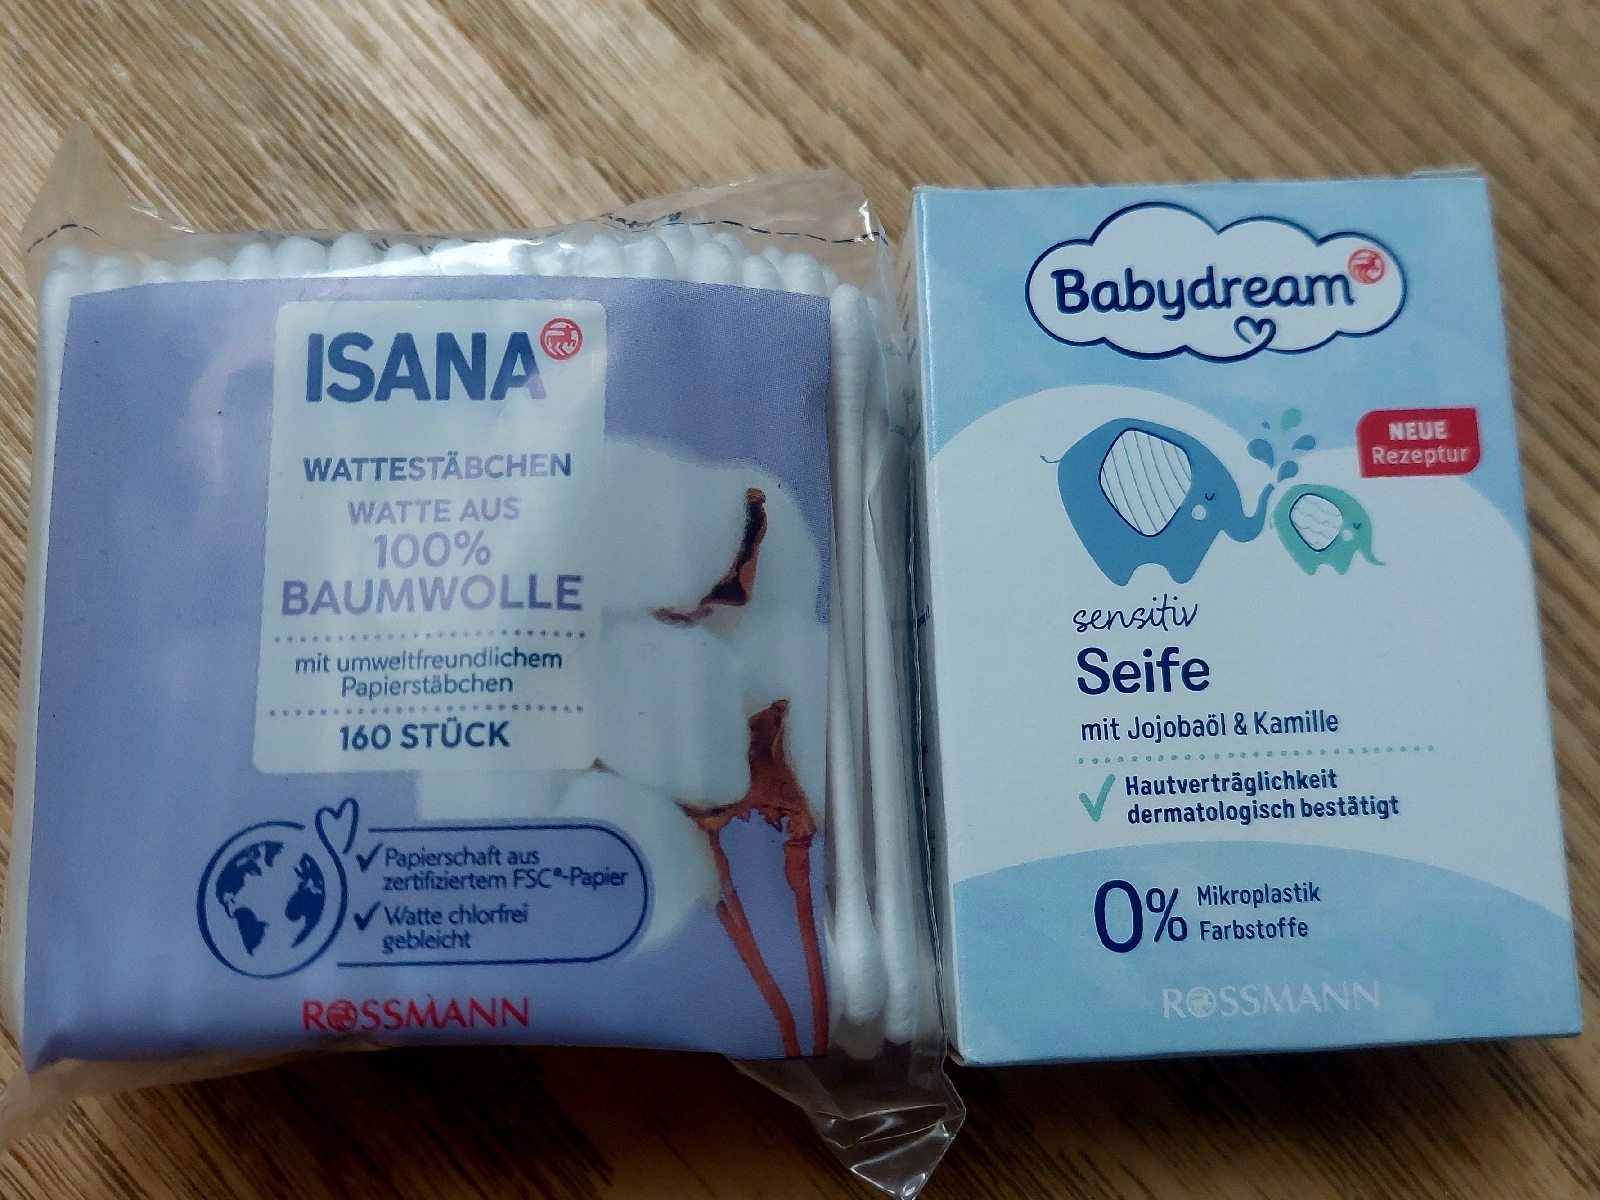 ISANA
WATTESTÄBCHEN
WATTE AUS
100%
BAUMWOLLE
mit umweltfreundlichem
Papierstäbchen
160 STÜCK
Papierschaft aus
zertifiziertem FSC®-Papier
Watte chlorfrei
gebleicht
ROSSMANN
Babydream
NEUE
Rezeptur
sensitiv
Seife
mit Jojobaöl & Kamille
Hautverträglichkeit
dermatologisch bestätigt
0% Mikroplastik
Farbstoffe
ROSSMANN